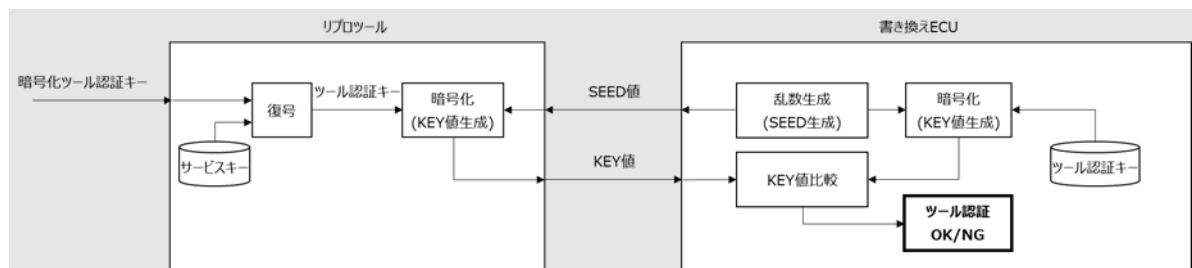 リプロツール
書き換えECU
暗号化ツール認証キー
復号
ツール認証キー
暗号化
(KEY値生成)
SEED値
乱数生成
(SEED生成)
暗号化
(KEY値生成)
サービスキー
KEY値
KEY値比較
ツール認証キー
ツール認証
OK/NG